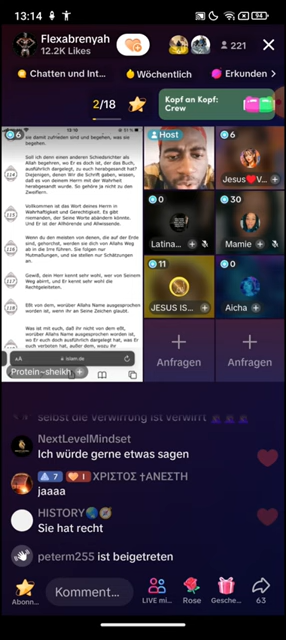 13:14
94
Flexabrenyah
12.2K Likes
221
Chatten und Int...
Wöchentlich
Erkunden
2/18
Kopf an Kopf:
Crew
6
13:13
sie damit zufrieden sind und begehen, was sie
begehen.
114
Soll ich denn einen anderen Schiedsrichter als
Allah begehren, wo Er es doch ist, der das Buch,
ausführlich dargelegt, zu euch herabgesandt hat?
Diejenigen, denen Wir die Schrift gaben, wissen,
daß es von deinem Herrn mit der Wahrheit
herabgesandt wurde. So gehöre ja nicht zu den
Zweiflern.
115
Vollkommen ist das Wort deines Herrn in
Wahrhaftigkeit und Gerechtigkeit. Es gibt
niemanden, der Seine Worte abändern könnte.
Und Er ist der Allhörende und Allwissende.
116
Wenn du den meisten von denen, die auf der Erde
sind, gehorchst, werden sie dich von Allahs Weg
ab in die Irre führen. Sie folgen nur
Mutmaßungen, und sie stellen nur Schätzungen
an.
117
Gewiß, dein Herr kennt sehr wohl, wer von Seinem
Weg abirrt, und Er kennt sehr wohl die
Rechtgeleiteten.
118
Eßt von dem, worüber Allahs Name ausgesprochen
worden ist, wenn ihr an Seine Zeichen glaubt.
Was ist mit euch, daß ihr nicht von dem eßt,
worüber Allahs Name ausgesprochen worden ist,
wo Er euch doch ausführlich dargelegt hat, was Er
AA
islam.de
Protein~sheikh
Host
6
Jesus❤️V...
0
Latina...
30
Mamie
11
JESUS IS...
0
Aicha
Anfragen
Anfragen
selbst die Verwirrung ist verwirrt
NextLevelMindset
Ich würde gerne etwas sagen
7
1
ΧΡΙΣΤΟΣ †ΑΝΕΣΤΗ
jaaaa
HISTORY
Sie hat recht
peterm255 ist beigetreten
Abonn...
Komment...
LIVE mi...
Rose
Gesche...
63